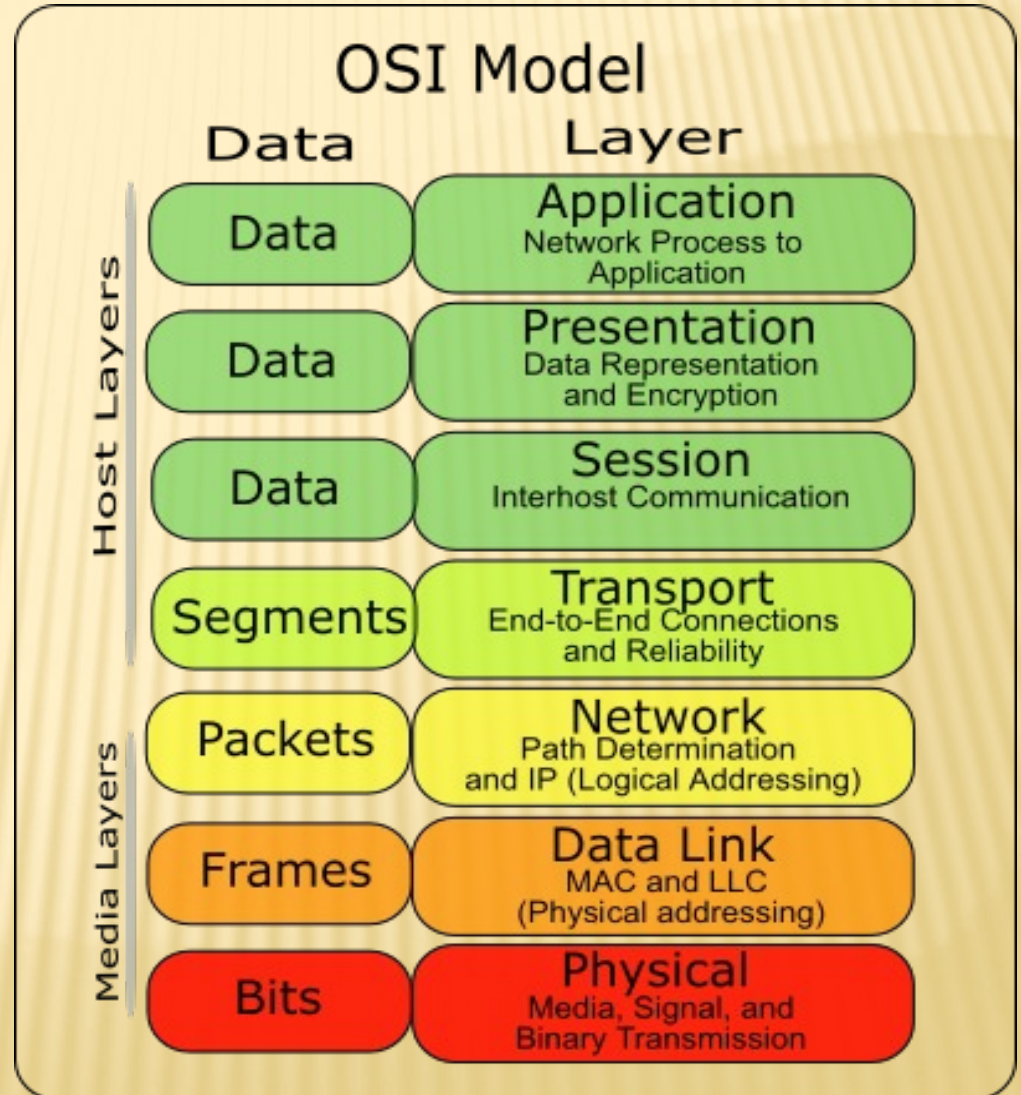 OSI Model
Data
Layer
Host Layers
Data
Application
Network Process to
Application
Data
Presentation
Data Representation
and Encryption
Data
Session
Interhost Communication
Segments
Transport
End-to-End Connections
and Reliability
Media Layers
Packets
Network
Path Determination
and IP (Logical Addressing)
Frames
Data Link
MAC and LLC
(Physical addressing)
Bits
Physical
Media, Signal, and
Binary Transmission